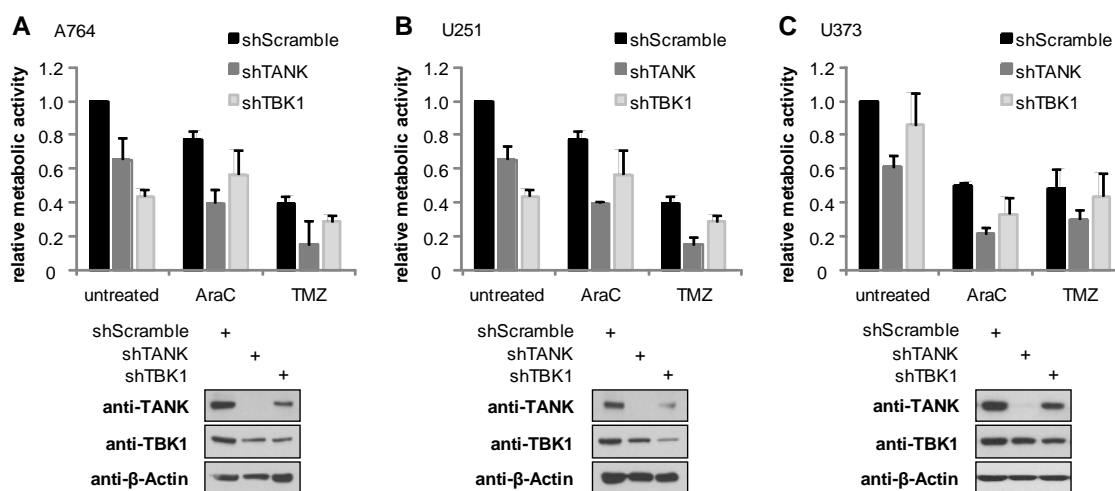 A A764
shScramble
shTANK
shTBK1
relative metabolic activity
1.2
1.0
0.8
0.6
0.4
0.2
0
untreated AraC TMZ
shScramble +
shTANK +
shTBK1 +
anti-TANK
anti-TBK1
anti-β-Actin
B U251
shScramble
shTANK
shTBK1
relative metabolic activity
1.2
1.0
0.8
0.6
0.4
0.2
0
untreated AraC TMZ
shScramble +
shTANK +
shTBK1 +
anti-TANK
anti-TBK1
anti-β-Actin
C U373
shScramble
shTANK
shTBK1
relative metabolic activity
1.2
1.0
0.8
0.6
0.4
0.2
0
untreated AraC TMZ
shScramble +
shTANK +
shTBK1 +
anti-TANK
anti-TBK1
anti-β-Actin